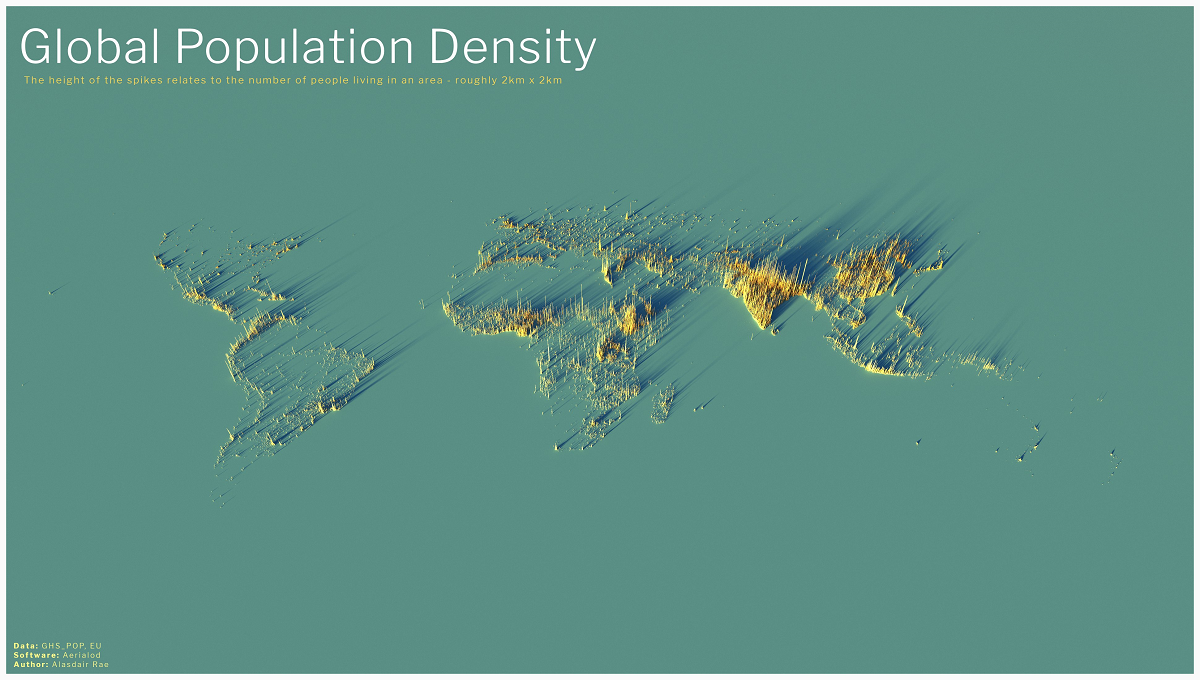 Global Population Density
The height of the spikes relates to the number of people living in an area - roughly 2km x 2km
Data: GHS_POP, EU
Software: Aerialod
Author: Alasdair Rae